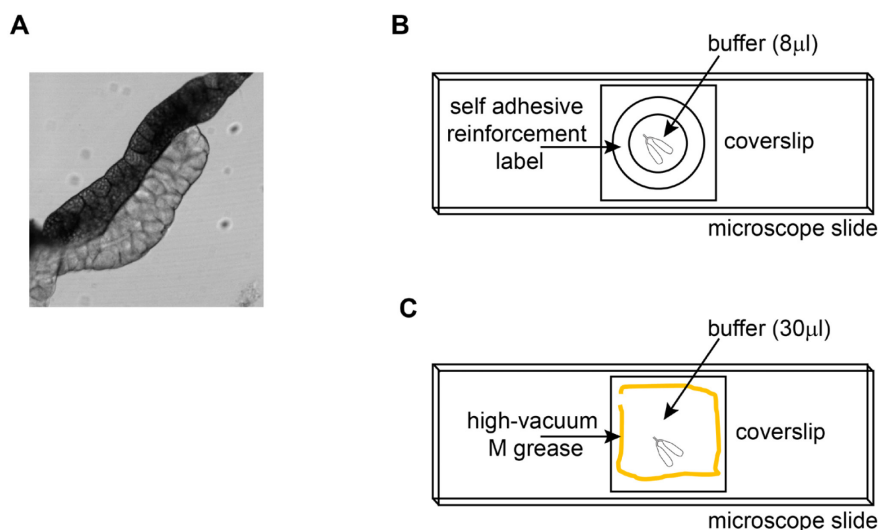 A
B
buffer (8μl)
self adhesive
reinforcement
label
coverslip
microscope slide
C
buffer (30μl)
high-vacuum
M grease
coverslip
microscope slide